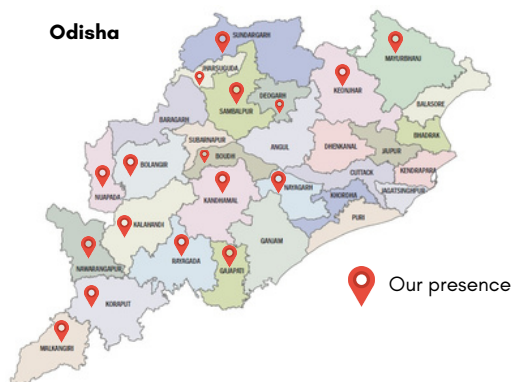 Odisha
SUNDARGARH
MAYURBHANJ
JHARSUGUDA
KEONJHAR
SAMBALPUR
DEOGARH
BALASORE
BARAGARH
BHADRAK
SUBARNAPUR
ANGUL
DHENKANAL
JAJPUR
BOLANGIR
BOUDH
KENDRAPARA
CUTTACK
NUAPADA
KANDHAMAL
NAYAGARH
JAGATSINGHPUR
KHORDHA
PURI
KALAHANDI
GANJAM
NAWARANGAPUR
RAYAGADA
GAJAPATI
Our presence
KORAPUT
MALKANGIRI